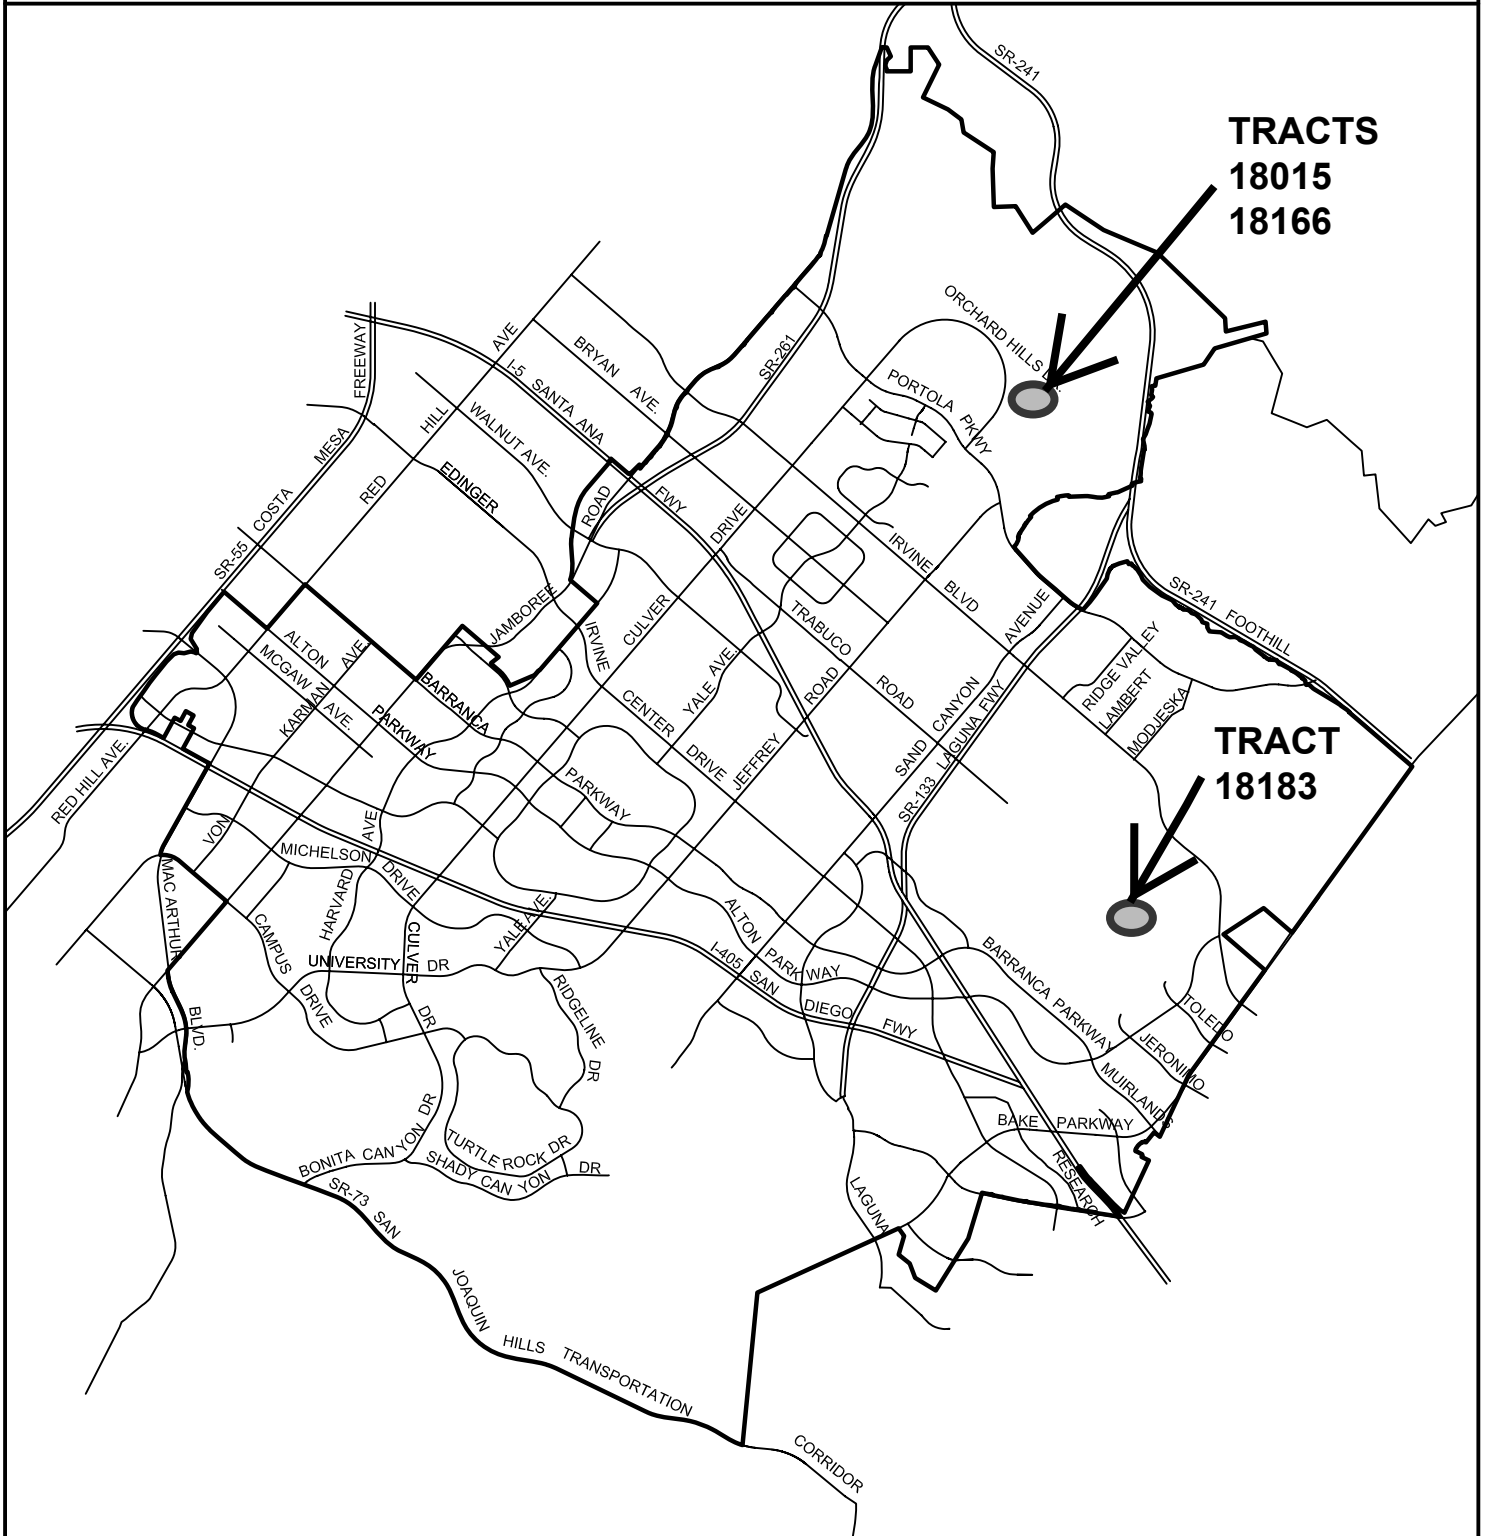 SR-241
TRACTS
18015
18166
ORCHARD HILLS
SR-261
FREEWAY
AVE
I-5 SANTA ANA
BRYAN AVE.
PORTOLA PKWY
HILL
WALNUT AVE.
MESA
EDINGER
RED
COSTA
ROAD
FWY
DRIVE
SR-55
IRVINE BLVD
SR-241 FOOTHILL
JAMBOREE
IRVINE
CULVER
TRABUCO
AVENUE
RIDGE VALLEY
LAMBERT
MODJESKA
ALTON
AVE.
MCGAW AVE.
KARMAN
BARRANCA
PARKWAY
YALE AVE.
ROAD
ROAD
CENTER
DRIVE
JEFFREY
SAND CANYON
SR-133 LAGUNA FWY
TRACT
18183
RED HILL AVE.
PARKWAY
VON
AVE
MICHELSON
DRIVE
HARVARD
MAC ARTHUR
CAMPUS
CULVER
YALE AVE.
ALTON
PARKWAY
BARRANCA PARKWAY
UNIVERSITY DR
I-405 SAN
DIEGO
FWY
DRIVE
DR
RIDGELINE
DR
BLVD.
TOLEDO
JERONIMO
MUIRLANDS
BAKE PARKWAY
DR
TURTLE ROCK DR
BONITA CANYON
SHADY CANYON
DR
RESEARCH
LAGUNA
SR-73 SAN
JOAQUIN
HILLS TRANSPORTATION
CORRIDOR